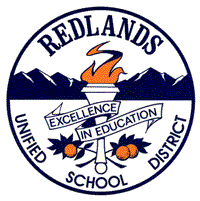 REDLANDS
EXCELLENCE
IN EDUCATION
UNIFIED SCHOOL DISTRICT